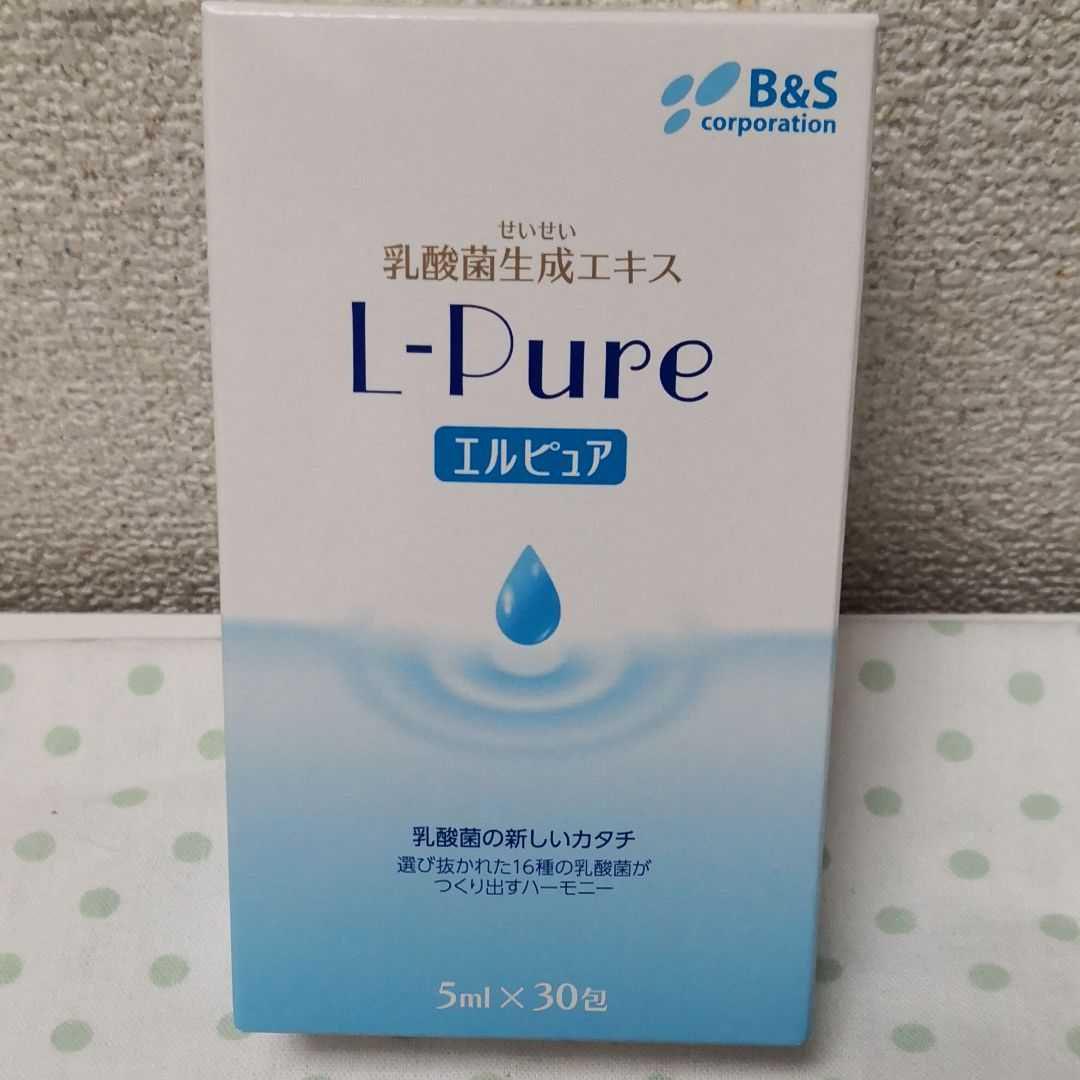 B&S
corporation
せいせい
乳酸菌生成エキス
L-Pure
エルピュア
乳酸菌の新しいカタチ
選び抜かれた16種の乳酸菌が
つくり出すハーモニー
5ml×30包